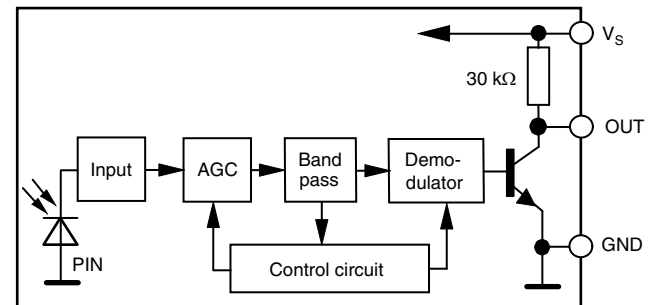 V_S
30 kΩ
OUT
Input
AGC
Band
pass
Demo-
dulator
GND
PIN
Control circuit